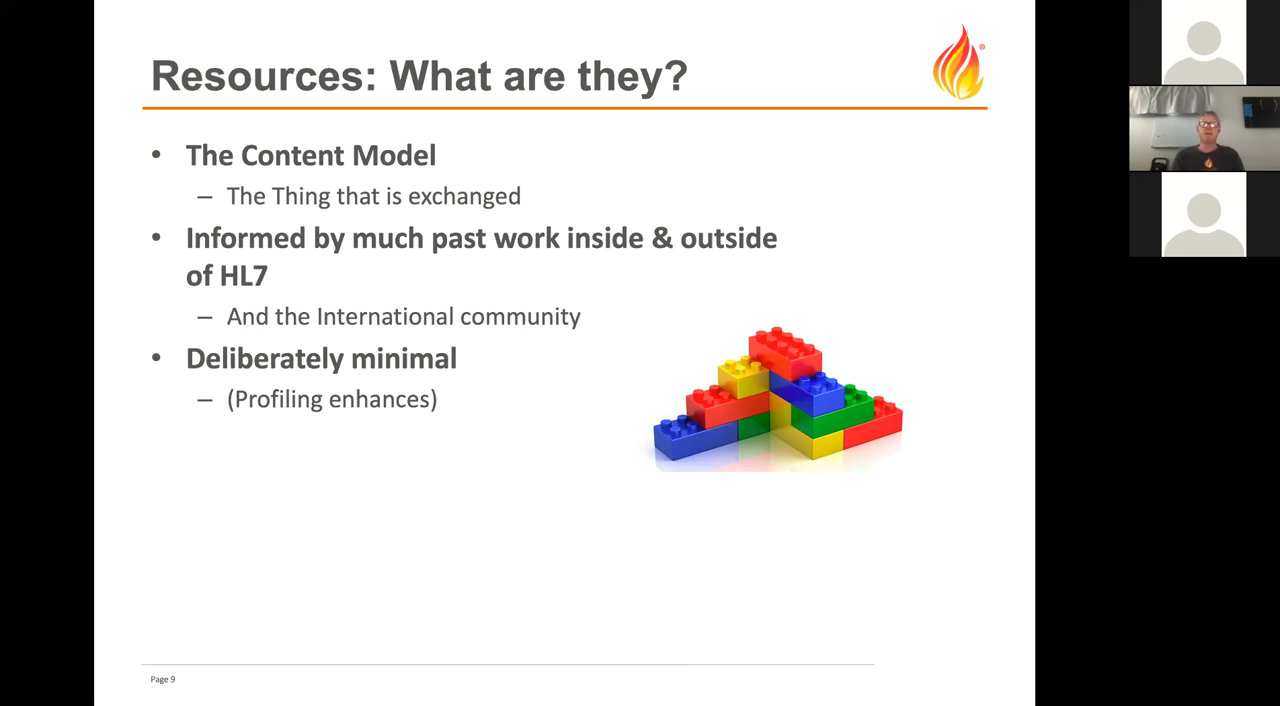 Resources: What are they?
®
• The Content Model
– The Thing that is exchanged
• Informed by much past work inside & outside
of HL7
– And the International community
• Deliberately minimal
– (Profiling enhances)
Page 9